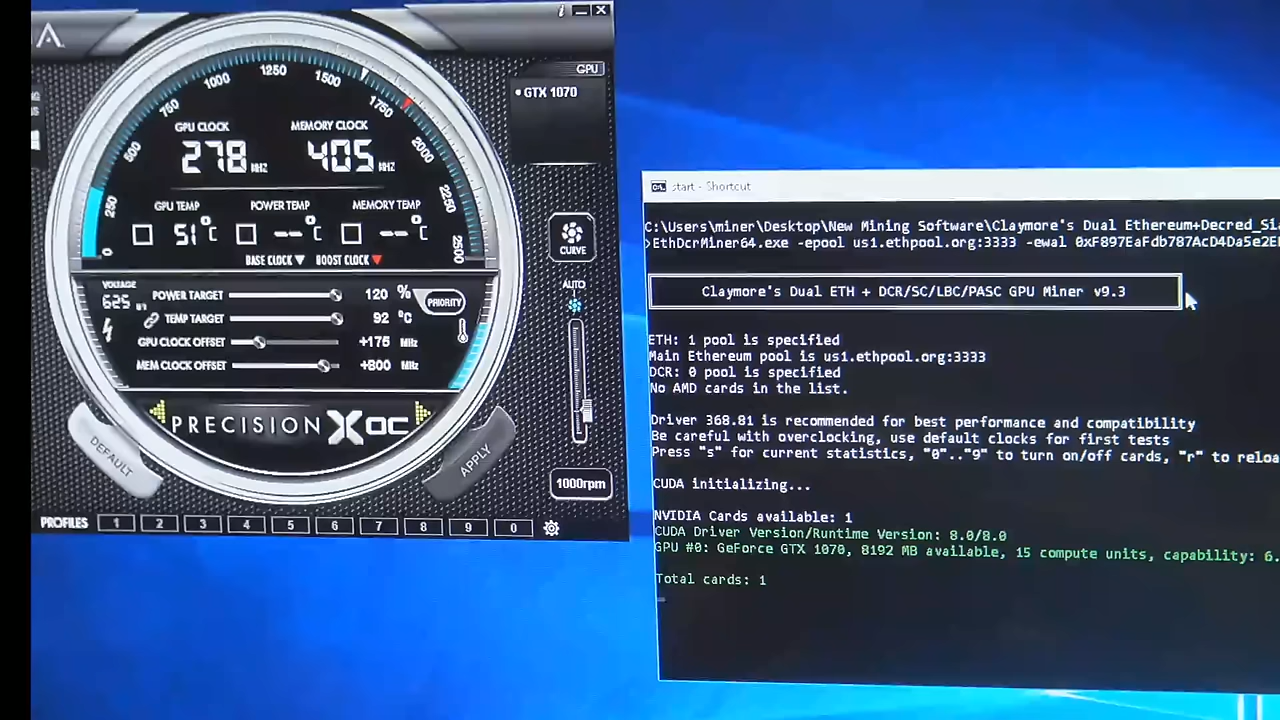 i
GPU
GTX 1070
0
250
500
750
1000
1250
1500
1750
2000
2250
2500
GPU CLOCK
MEMORY CLOCK
278 MHZ
405 MHZ
GPU TEMP
POWER TEMP
MEMORY TEMP
51°C
--°C
--°C
BASE CLOCK BOOST CLOCK
VOLTAGE
625
POWER TARGET 120 %
PRIORITY
TEMP TARGET 92 °C
GPU CLOCK OFFSET +175 MHz
MEM CLOCK OFFSET +800 MHz
PRECISION XOC
DEFAULT
APPLY
CURVE
AUTO
1000rpm
PROFILES 1 2 3 4 5 6 7 8 9 0
start - Shortcut
C:\Users\miner\Desktop\New Mining Software\Claymore's Dual Ethereum+Decred_Sia
>EthDcrMiner64.exe -epool us1.ethpool.org:3333 -ewal
Claymore's Dual ETH + DCR/SC/LBC/PASC GPU Miner v9.3
ETH: 1 pool is specified
Main Ethereum pool is us1.ethpool.org:3333
DCR: 0 pool is specified
No AMD cards in the list.
Driver 368.81 is recommended for best performance and compatibility
Be careful with overclocking, use default clocks for first tests
Press "s" for current statistics, "0".."9" to turn on/off cards, "r" to reloa
CUDA initializing...
NVIDIA Cards available: 1
CUDA Driver Version/Runtime Version: 8.0/8.0
GPU #0: GeForce GTX 1070, 8192 MB available, 15 compute units, capability: 6.
Total cards: 1